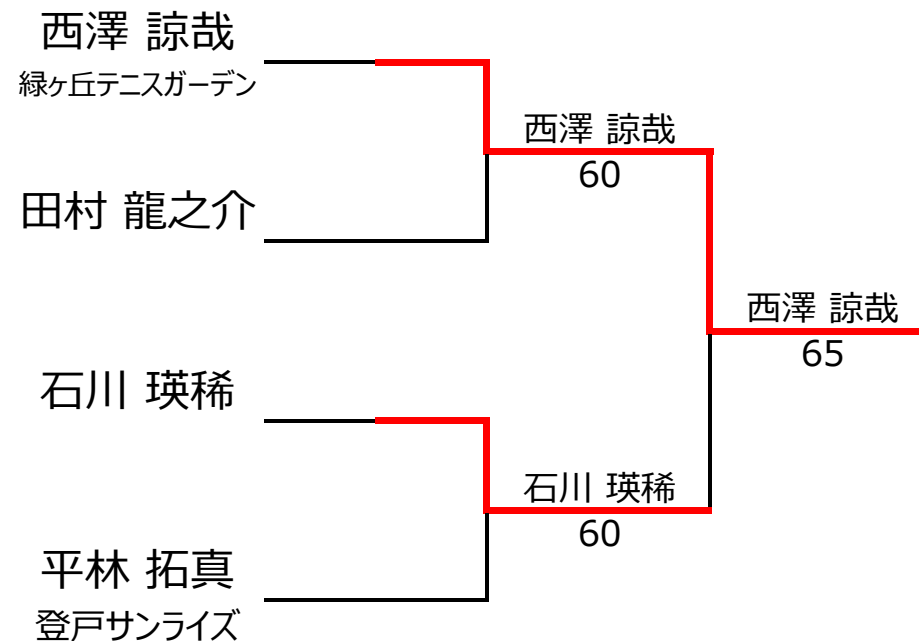 西澤 諒哉
緑ヶ丘テニスガーデン
西澤 諒哉
60
田村 龍之介
西澤 諒哉
65
石川 瑛稀
石川 瑛稀
60
平林 拓真
登戸サンライズ